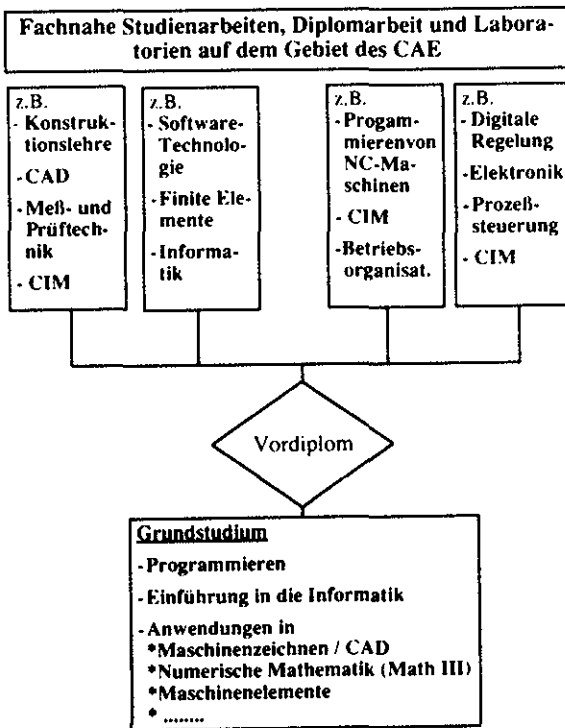 Fachnahe Studienarbeiten, Diplomarbeit und Labora-
torien auf dem Gebiet des CAE
z.B.
- Konstruk-
tionslehre
- CAD
- Meß- und
Prüftech-
nik
- CIM
z.B.
- Software-
Technolo-
gie
- Finite Ele-
mente
- Informa-
tik
z.B.
- Progam-
mierenvon
NC-Ma-
schinen
- CIM
- Betriebs-
organisat.
z.B.
- Digitale
Regelung
- Elektronik
- Prozeß-
steuerung
- CIM
Vordiplom
Grundstudium
- Programmieren
- Einführung in die Informatik
- Anwendungen in
*Maschinenzeichnen / CAD
*Numerische Mathematik (Math III)
*Maschinenelemente
* ........